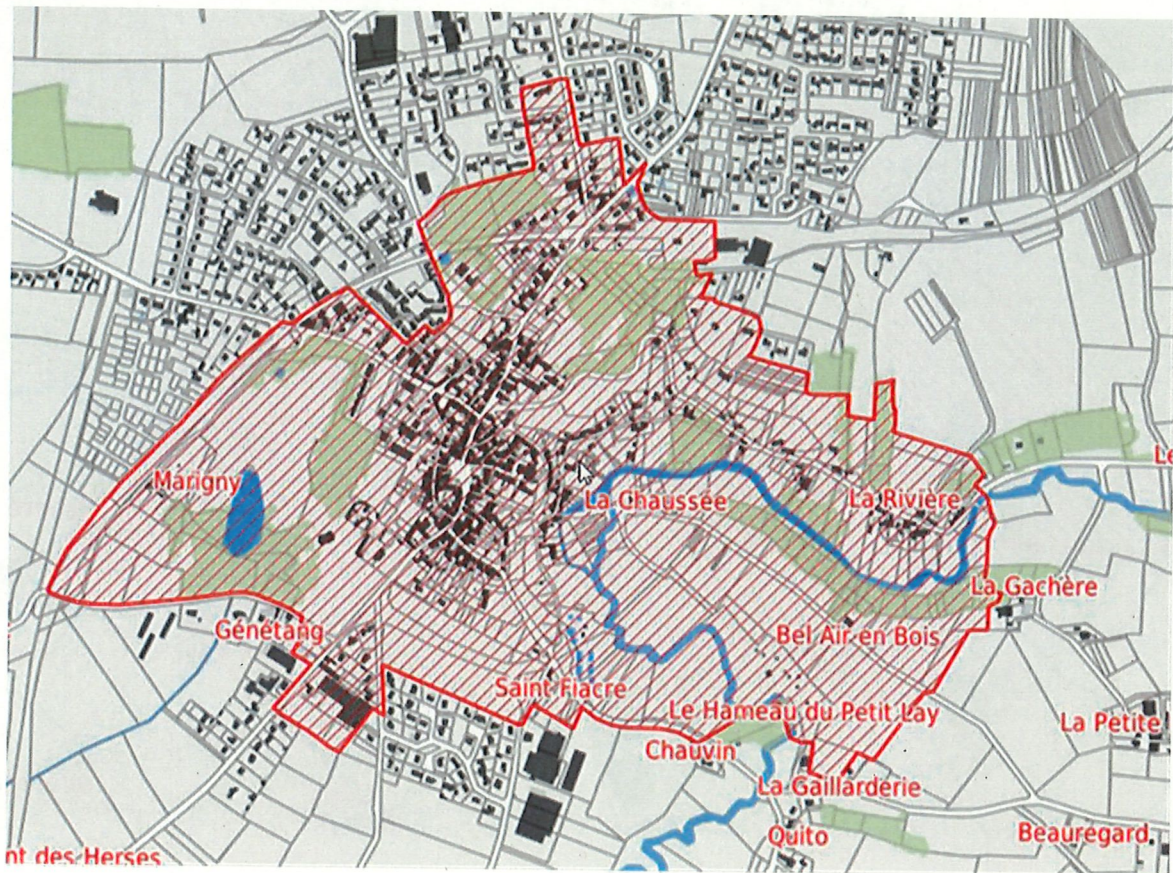 Marigny
La Chaussée
La Rivière
La Gachère
Génétang
Bel Air en Bois
Saint Fiacre
Le Hameau du Petit Lay
La Petite
Chauvin
La Gaillarderie
Quito
Beauregard
nt des Herses